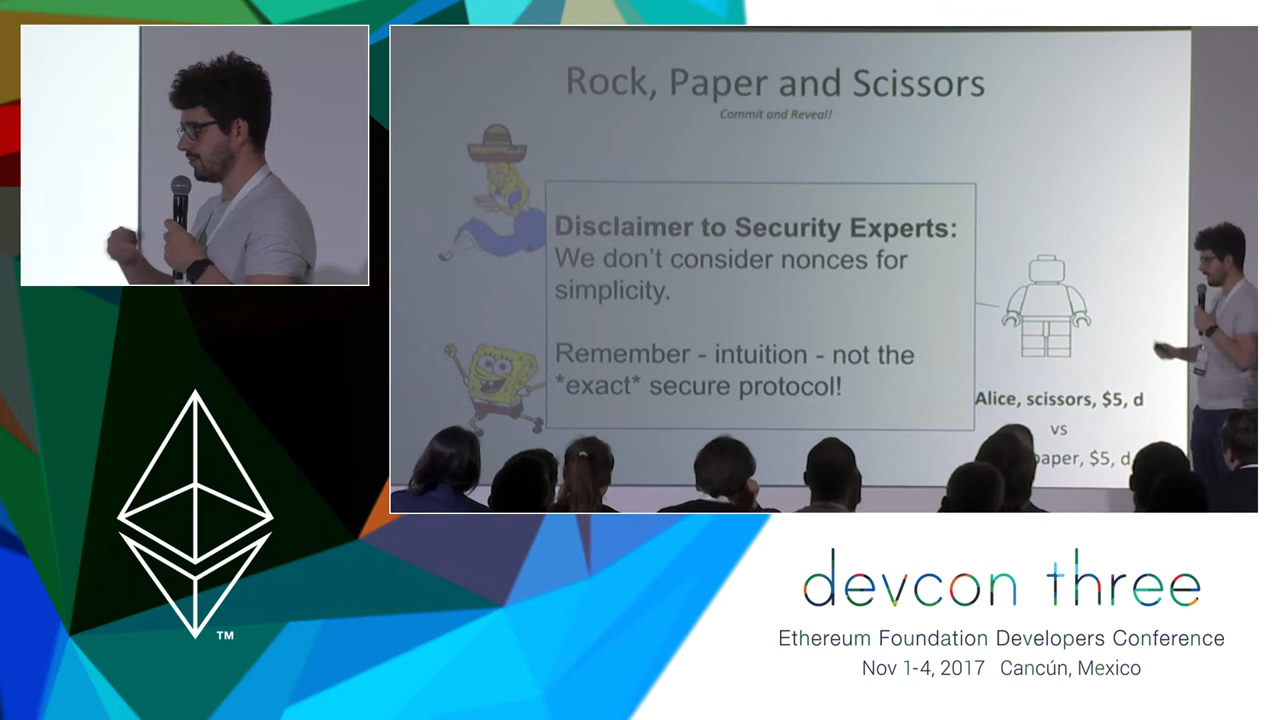 Rock, Paper and Scissors
Commit and Reveal!
Disclaimer to Security Experts:
We don't consider nonces for
simplicity.
Remember - intuition - not the
*exact* secure protocol!
Alice, scissors, $5, d
vs
paper, $5, d
TM
devcon three
Ethereum Foundation Developers Conference
Nov 1-4, 2017 Cancún, Mexico